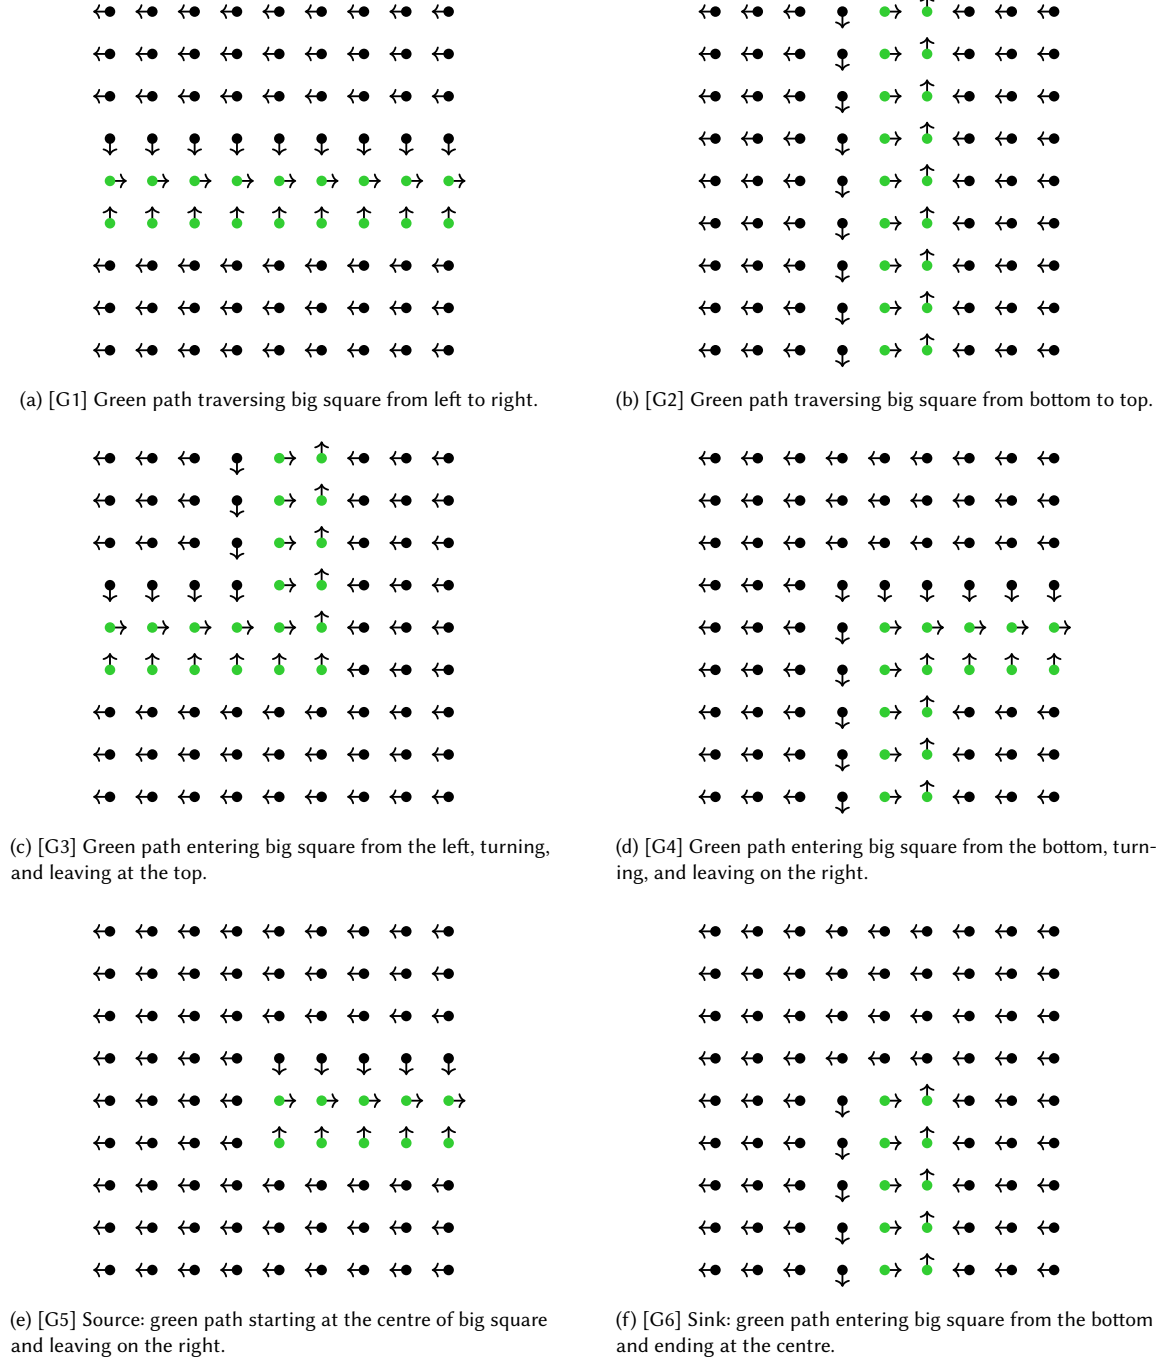 (a) [G1] Green path traversing big square from left to right.
(b) [G2] Green path traversing big square from bottom to top.
(c) [G3] Green path entering big square from the left, turning,
and leaving at the top.
(d) [G4] Green path entering big square from the bottom, turn-
ing, and leaving on the right.
(e) [G5] Source: green path starting at the centre of big square
and leaving on the right.
(f) [G6] Sink: green path entering big square from the bottom
and ending at the centre.